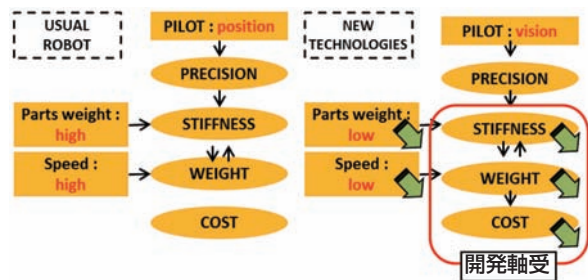 USUAL
ROBOT
PILOT : position
PRECISION
Parts weight :
high
STIFFNESS
Speed :
high
WEIGHT
COST
NEW
TECHNOLOGIES
PILOT : vision
PRECISION
Parts weight :
low
STIFFNESS
Speed :
low
WEIGHT
COST
開発軸受